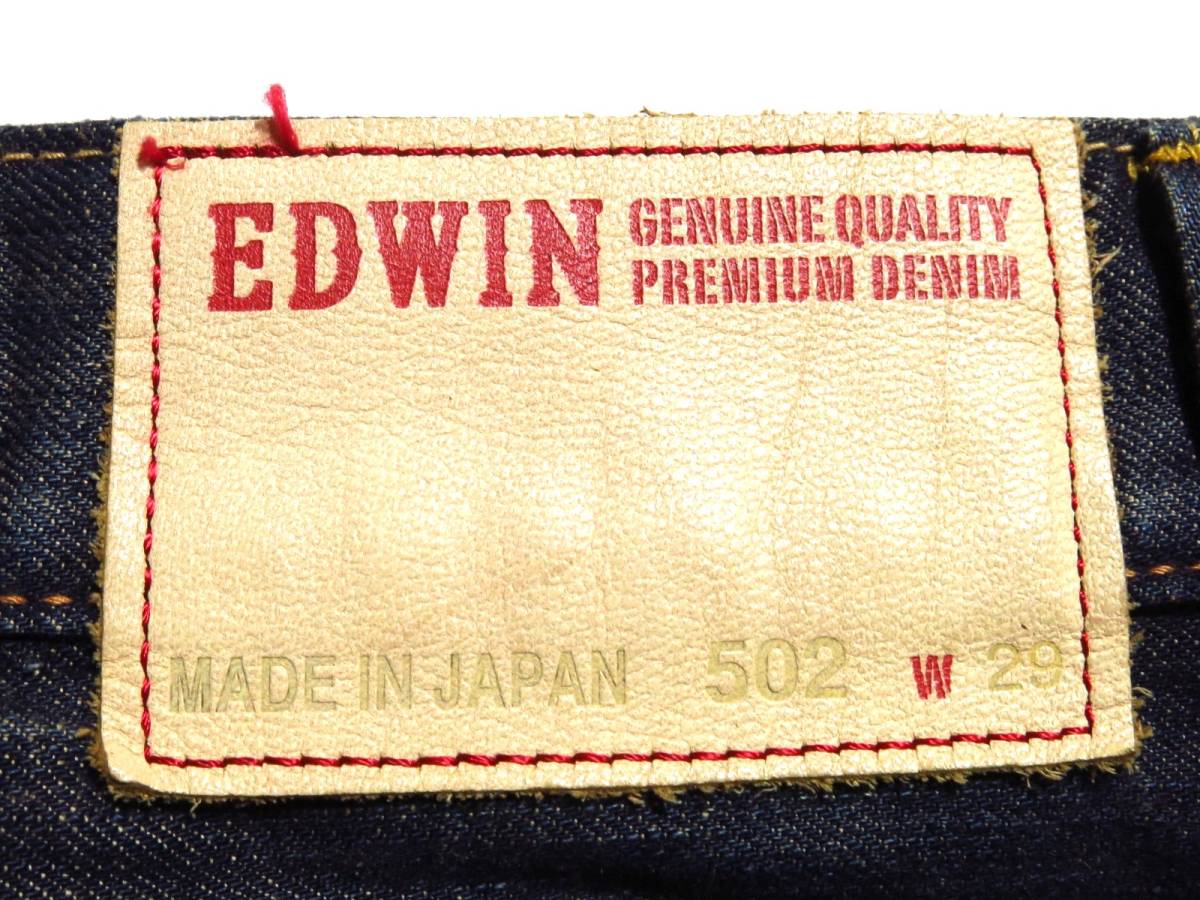 EDWIN GENUINE QUALITY
PREMIUM DENIM
MADE IN JAPAN 502 W 29